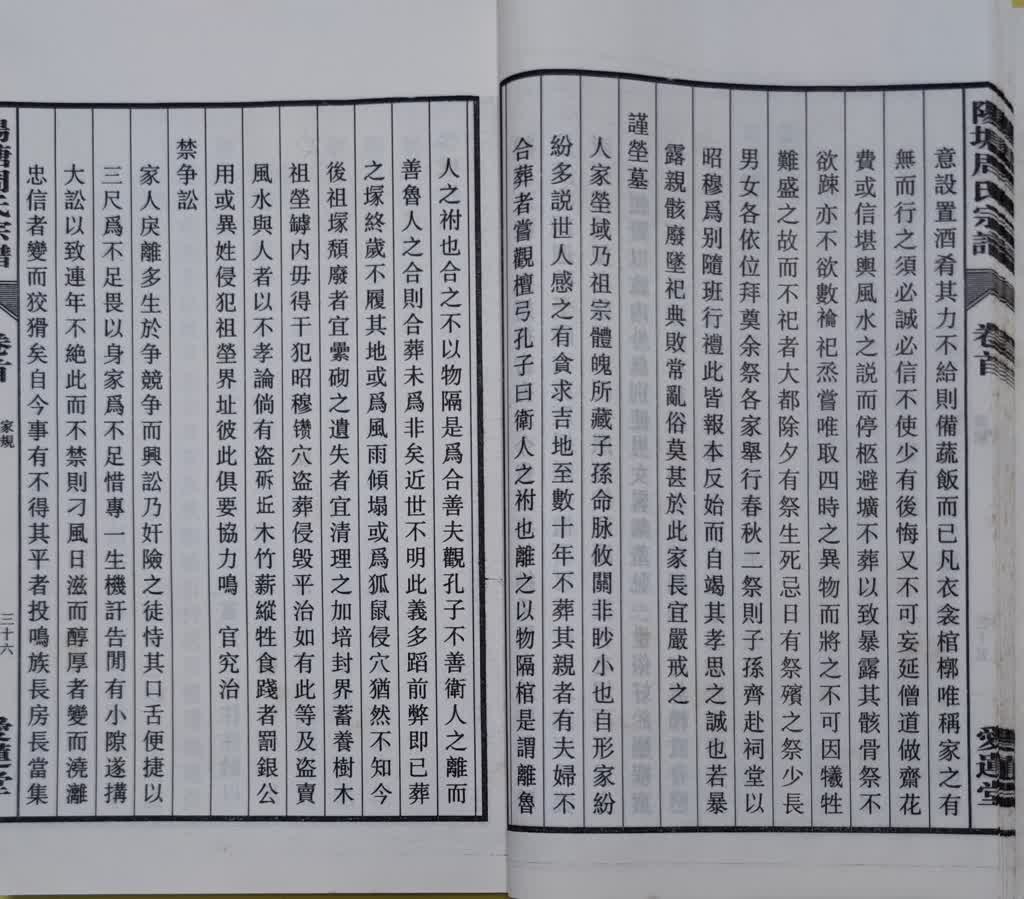 陽塘周氏宗譜
卷首
愛蓮堂
意設置酒肴其力不給則備蔬飯而已凡衣衾棺槨唯稱家之有
無而行之須必誠必信不使少有後悔又不可妄延僧道做齋花
費或信堪輿風水之説而停柩避壙不葬以致暴露其骸骨祭不
欲踈亦不欲數禴祀烝嘗唯取四時之異物而將之不可因犧牲
難盛之故而不祀者大都除夕有祭生死忌日有祭殯之祭少長
男女各依位拜奠余祭各家舉行春秋二祭則子孫齊赴祠堂以
昭穆爲别隨班行禮此皆報本反始而自竭其孝思之誠也若暴
露親骸廢墜祀典敗常亂俗莫甚於此家長宜嚴戒之
謹塋墓
人家塋域乃祖宗體魄所藏子孫命脉攸關非眇小也自形家紛
紛多説世人感之有貪求吉地至數十年不葬其親者有夫婦不
合葬者嘗觀檀弓孔子曰衛人之祔也離之以物隔棺是謂離魯
人之祔也合之不以物隔是爲合善夫觀孔子不善衛人之離而
善魯人之合則合葬未爲非矣近世不明此義多蹈前弊即已葬
之塚終歲不履其地或爲風雨傾塌或爲狐鼠侵穴猶然不知今
後祖塚頽廢者宜纍砌之遺失者宜清理之加培封界蓄養樹木
祖塋罅内毋得干犯昭穆鑽穴盗葬侵毁平治如有此等及盗賣
風水與人者以不孝論倘有盗斫坵木竹薪縱牲食踐者罰銀公
用或異姓侵犯祖塋界址彼此俱要協力鳴　官究治
禁争訟
家人戾離多生於争競争而興訟乃奸險之徒恃其口舌便捷以
三尺爲不足畏以身家爲不足惜專一生機訐告閒有小隙遂搆
大訟以致連年不絶此而不禁則刁風日滋而醇厚者變而澆灕
忠信者變而狡猾矣自今事有不得其平者投鳴族長房長當集
陽塘周氏宗譜
卷首
家規
三十六
愛蓮堂